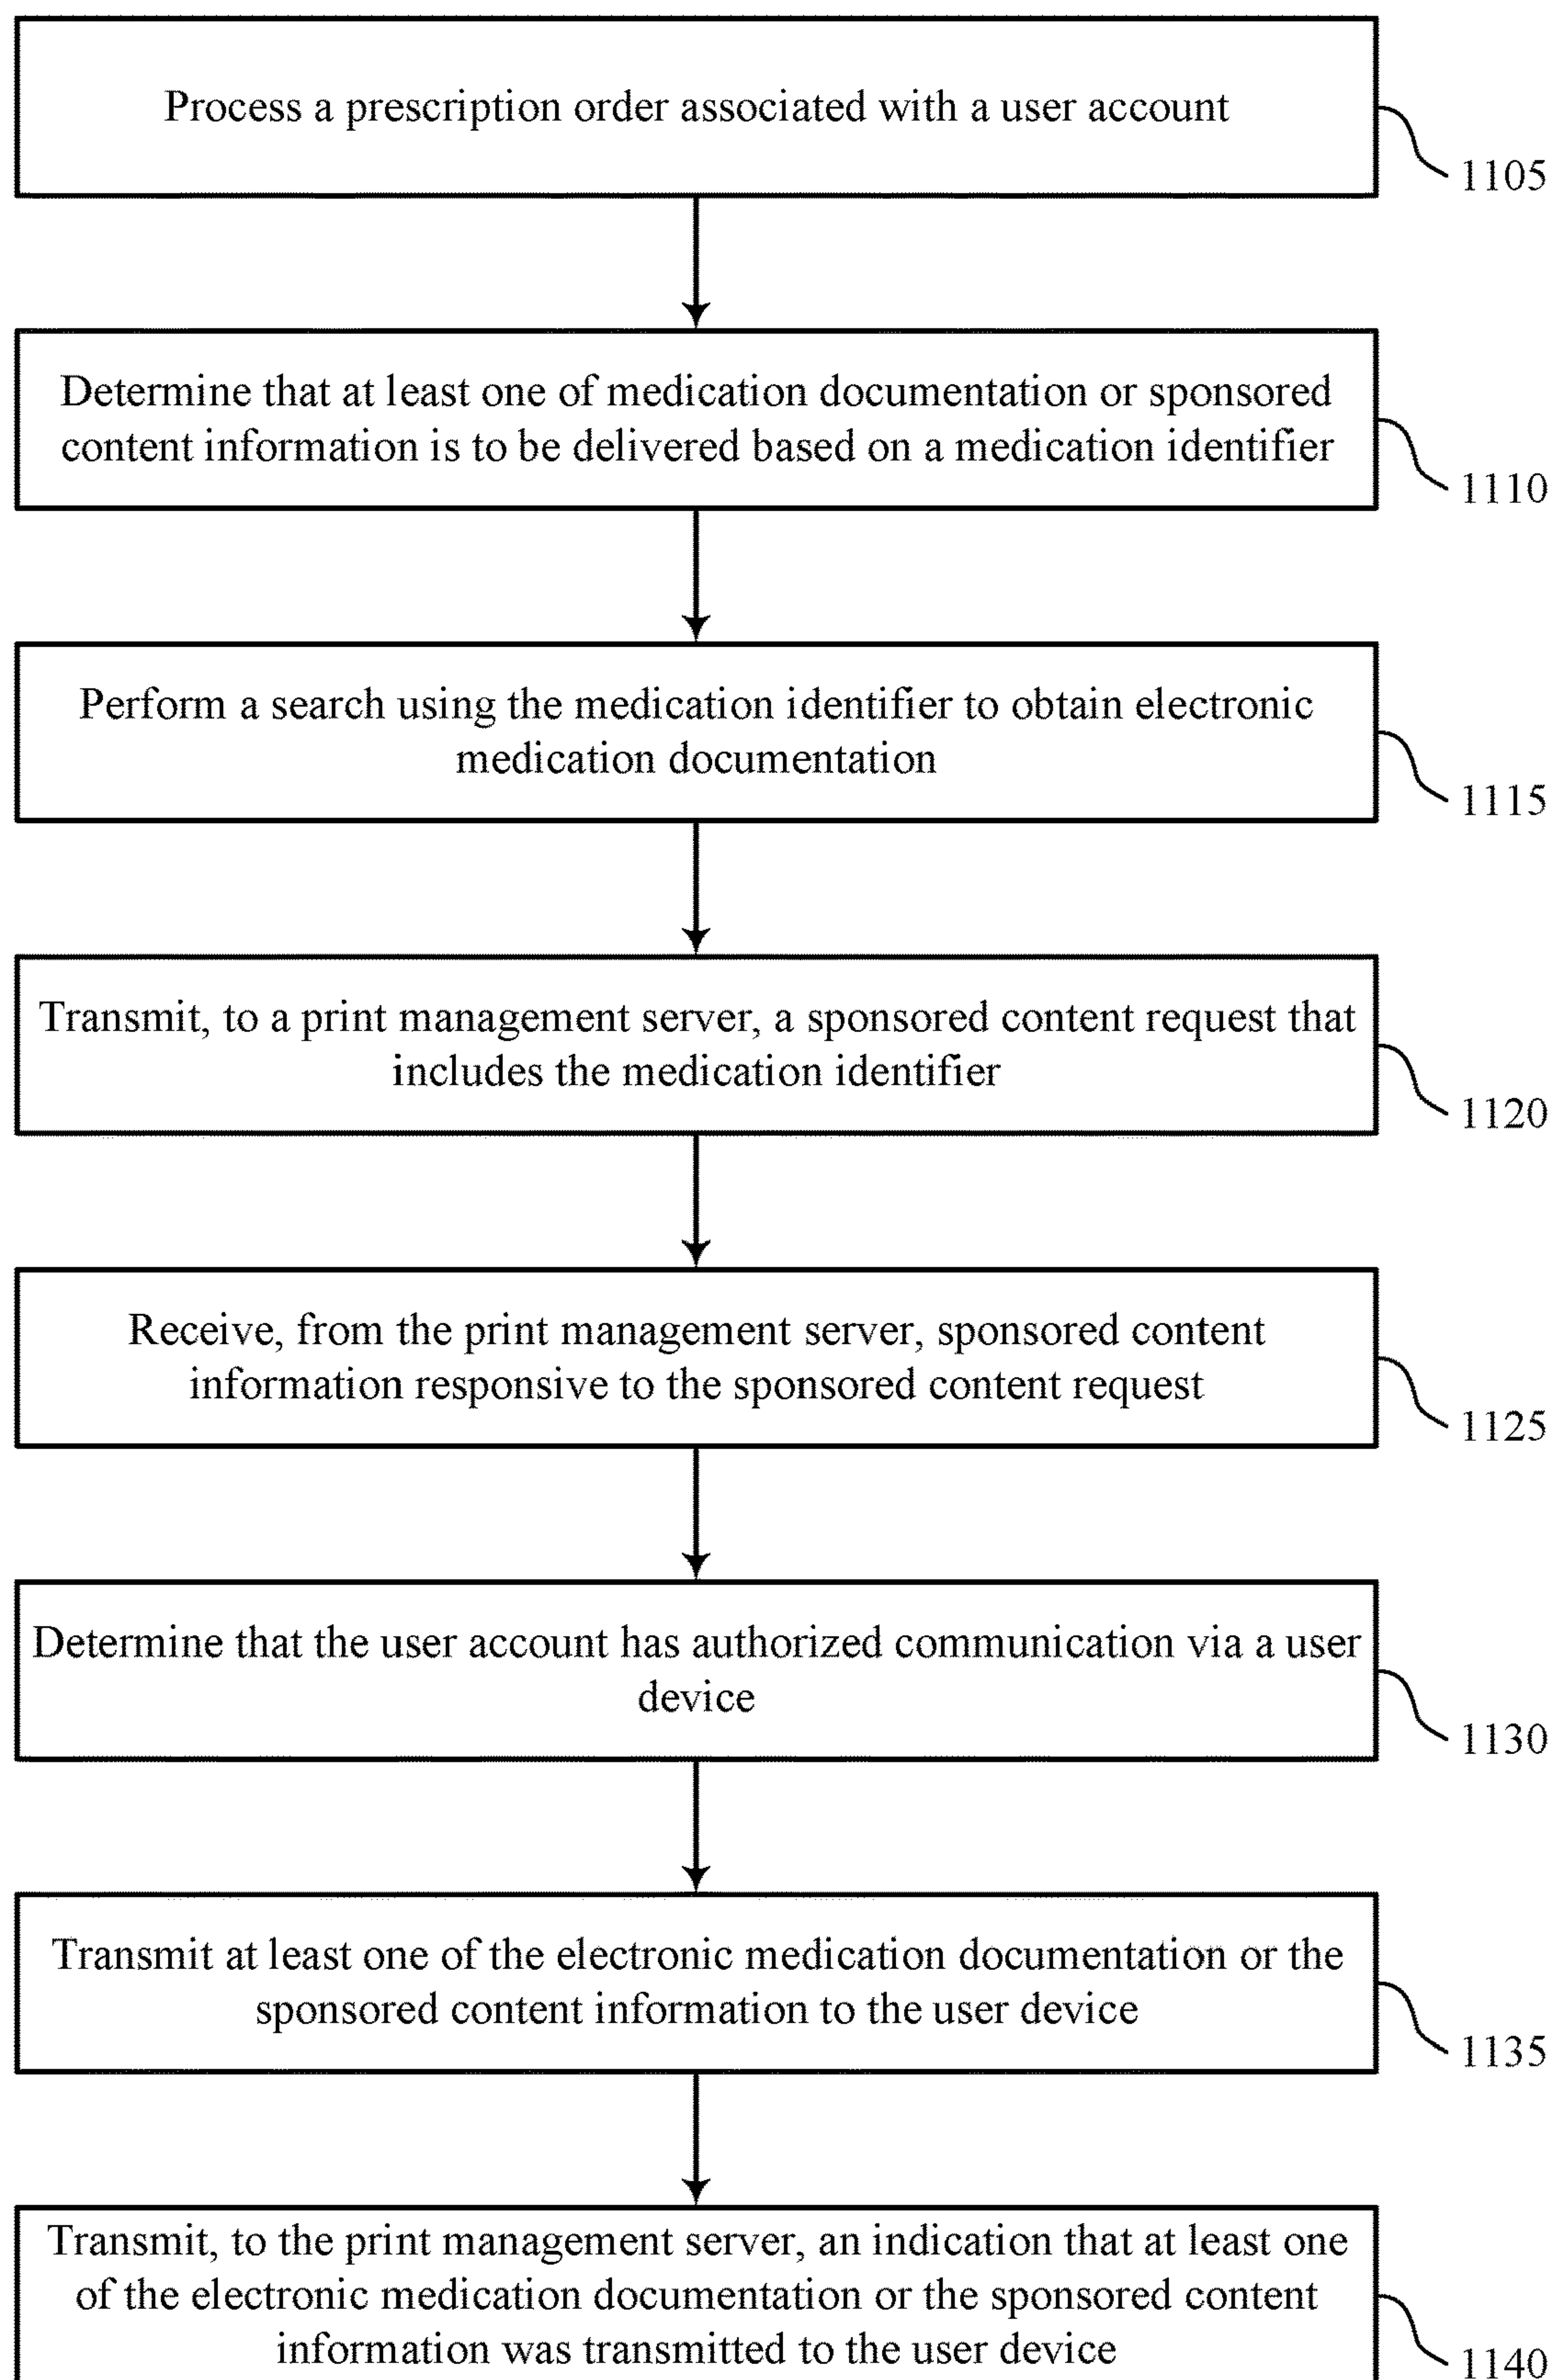 Process a prescription order associated with a user account
1105
Determine that at least one of medication documentation or sponsored
content information is to be delivered based on a medication identifier
1110
Perform a search using the medication identifier to obtain electronic
medication documentation
1115
Transmit, to a print management server, a sponsored content request that
includes the medication identifier
1120
Receive, from the print management server, sponsored content
information responsive to the sponsored content request
1125
Determine that the user account has authorized communication via a user
device
1130
Transmit at least one of the electronic medication documentation or the
sponsored content information to the user device
1135
Transmit, to the print management server, an indication that at least one
of the electronic medication documentation or the sponsored content
information was transmitted to the user device
1140